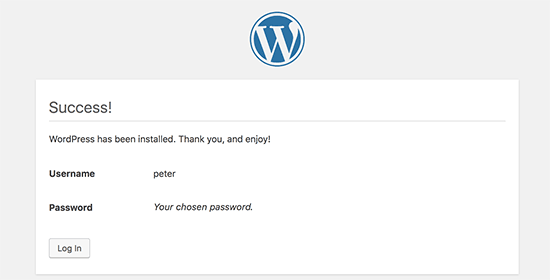 Success!
WordPress has been installed. Thank you, and enjoy!
Username peter
Password Your chosen password.
Log In